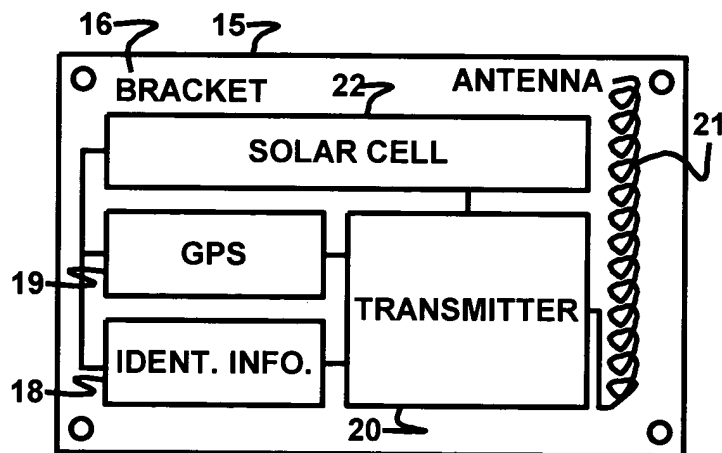 16 15
BRACKET 22 ANTENNA
21
SOLAR CELL
GPS
19
TRANSMITTER
IDENT. INFO.
18
20